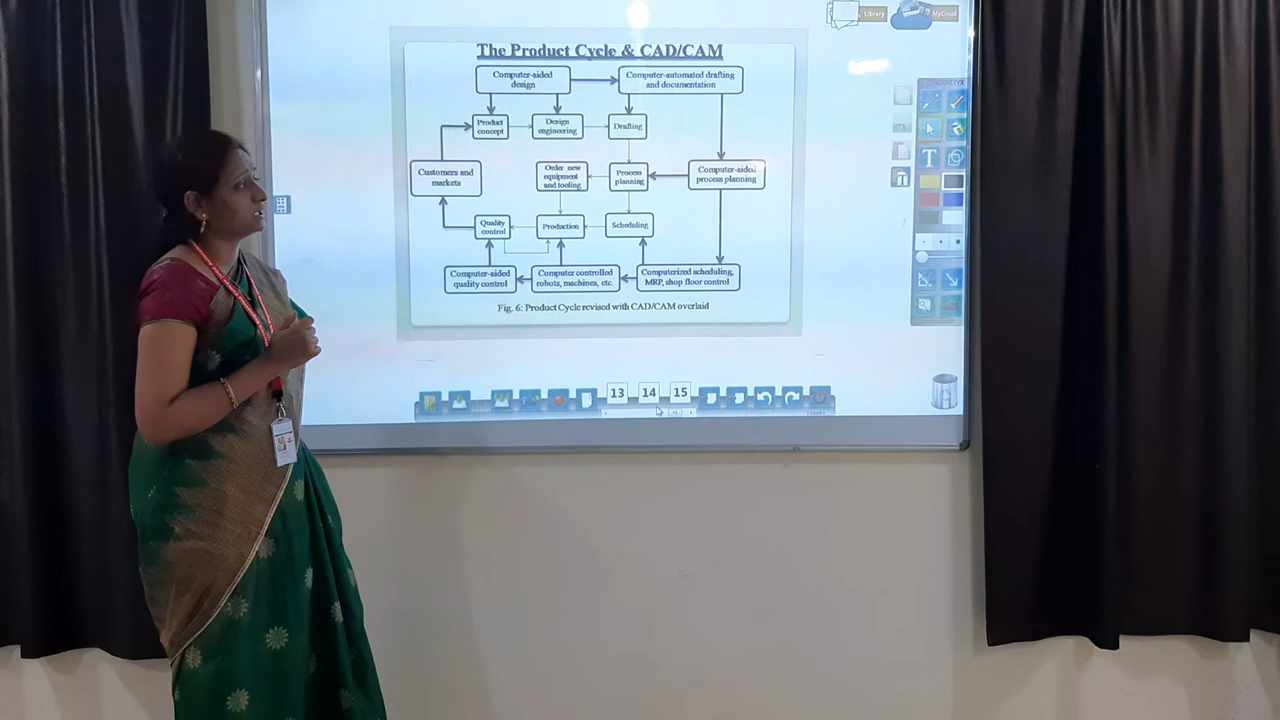 Library
MyCloud
The Product Cycle & CAD/CAM
Computer-aided
design
Computer-automated drafting
and documentation
Product
concept
Design
engineering
Drafting
Customers and
markets
Order new
equipment
and tooling
Process
planning
Computer-aided
process planning
Quality
control
Production
Scheduling
Computer-aided
quality control
Computer controlled
robots, machines, etc.
Computerized scheduling,
MRP, shop floor control
Fig. 6: Product Cycle revised with CAD/CAM overlaid
T
13
14
15